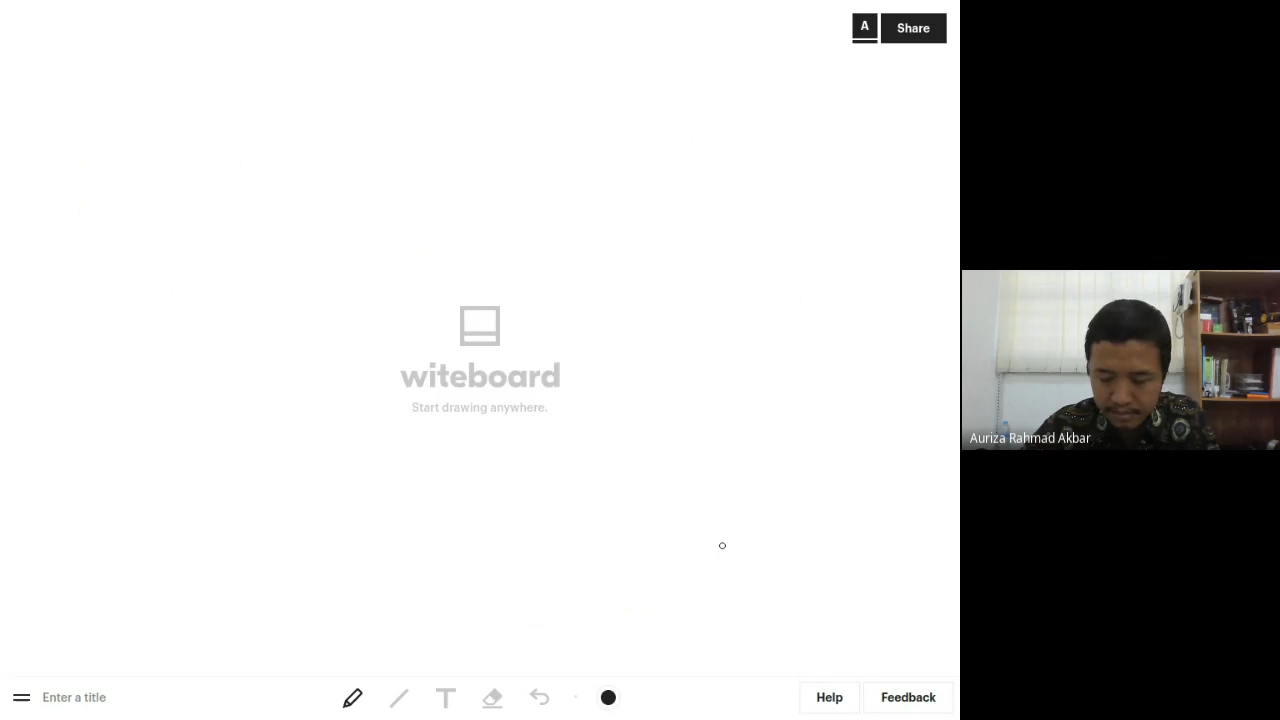 A
Share
witeboard
Start drawing anywhere.
Auriza Rahmad Akbar
Enter a title
T
Help
Feedback